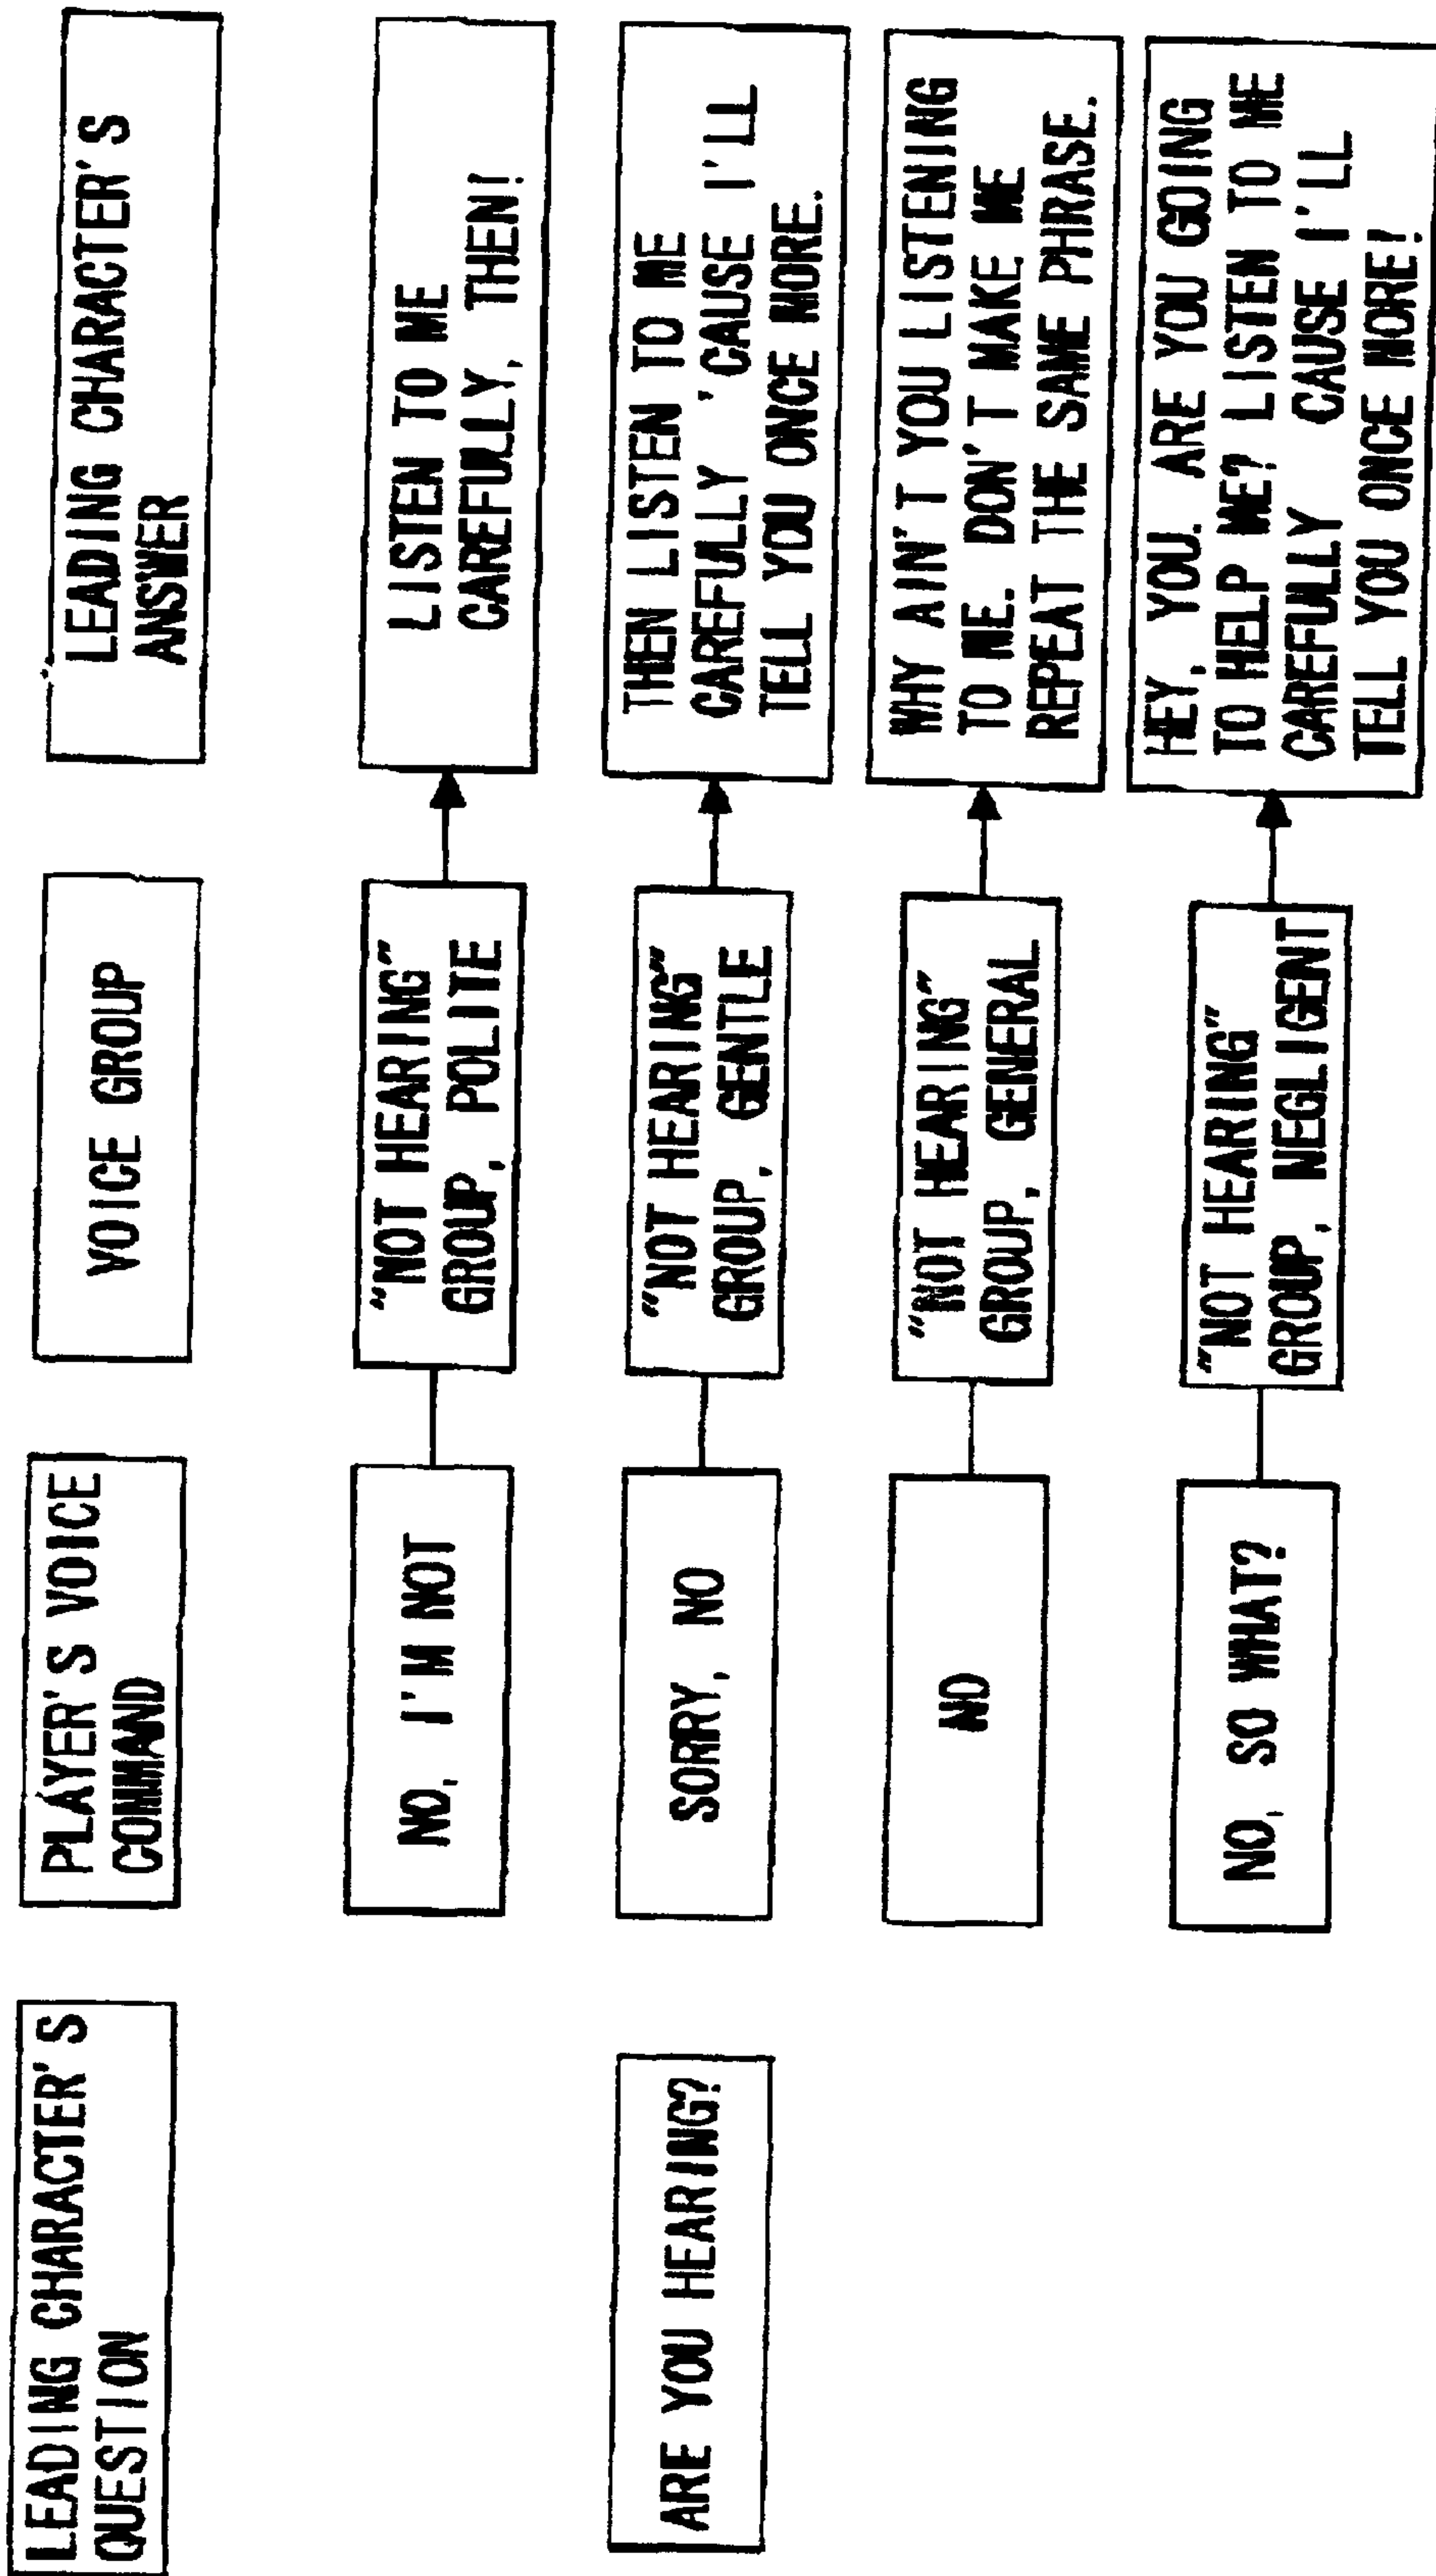 LEADING CHARACTER'S
QUESTION
PLAYER'S VOICE
COMMAND
VOICE GROUP
LEADING CHARACTER'S
ANSWER
ARE YOU HEARING?
NO, I'M NOT
"NOT HEARING"
GROUP, POLITE
LISTEN TO ME
CAREFULLY, THEN!
SORRY, NO
"NOT HEARING"
GROUP, GENTLE
THEN LISTEN TO ME
CAREFULLY 'CAUSE I'LL
TELL YOU ONCE MORE.
NO
"NOT HEARING"
GROUP, GENERAL
WHY AIN'T YOU LISTENING
TO ME. DON'T MAKE ME
REPEAT THE SAME PHRASE.
NO, SO WHAT?
"NOT HEARING"
GROUP, NEGLIGENT
HEY, YOU. ARE YOU GOING
TO HELP ME? LISTEN TO ME
CAREFULLY CAUSE I'LL
TELL YOU ONCE MORE!